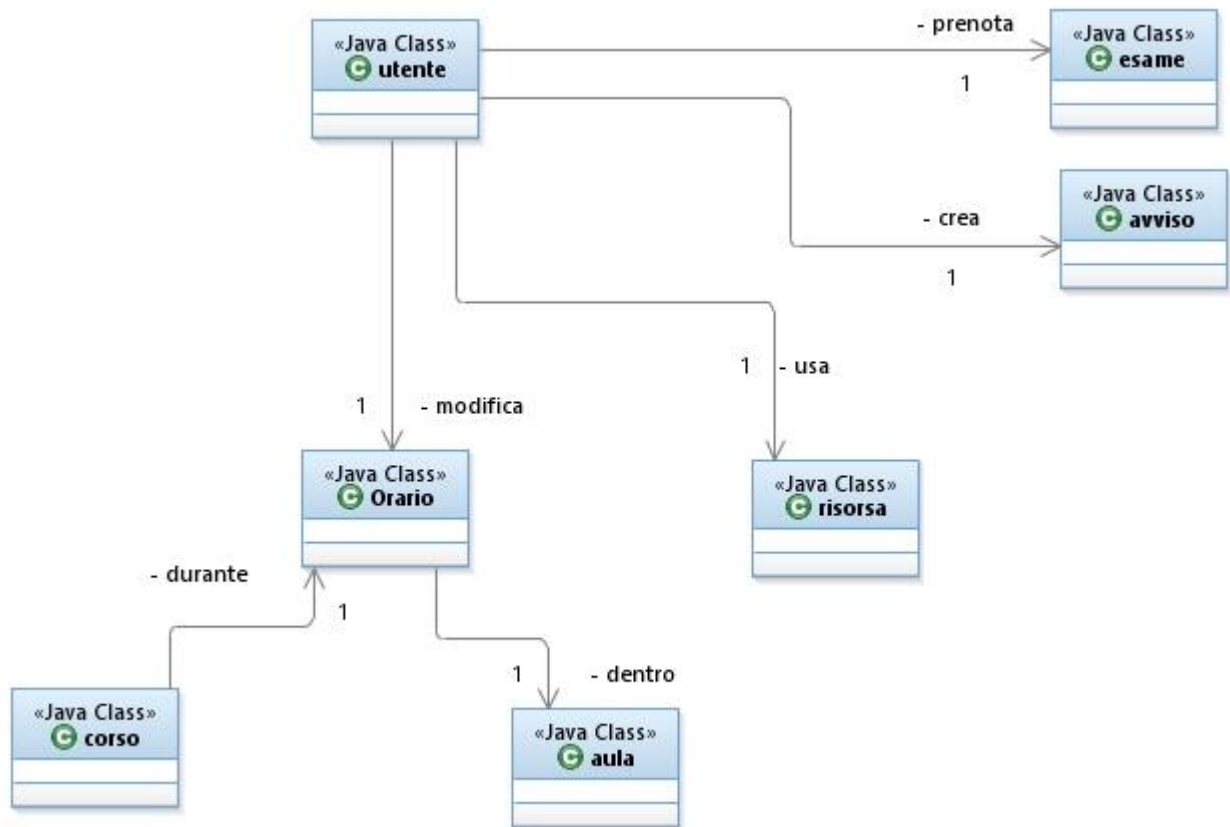 «Java Class»
C utente
- prenota
1
«Java Class»
C esame
- crea
1
«Java Class»
C avviso
1 - usa
1 - modifica
«Java Class»
C Orario
«Java Class»
C risorsa
- durante
1
1 - dentro
«Java Class»
C corso
«Java Class»
C aula